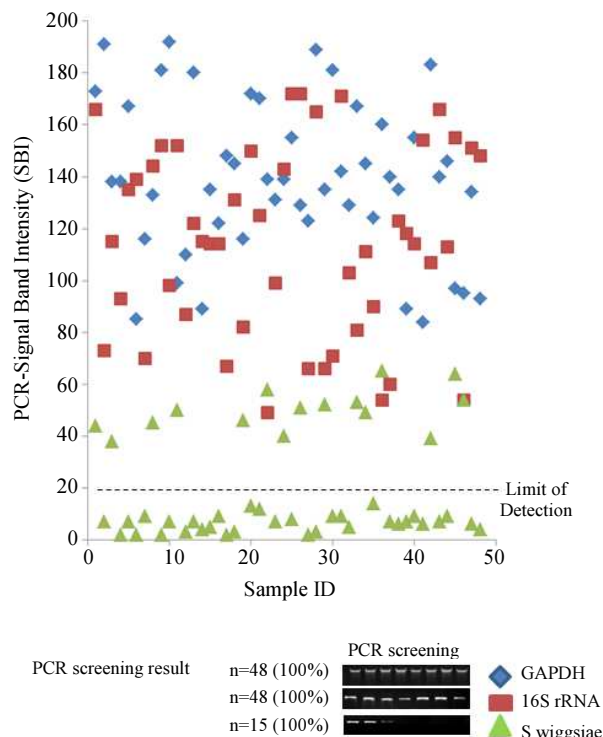 200
180
160
140
120
100
80
60
40
20
0
PCR-Signal Band Intensity (SBI)
Limit of
Detection
0 10 20 30 40 50
Sample ID
PCR screening
PCR screening result
n=48 (100%)
GAPDH
n=48 (100%)
16S rRNA
n=15 (100%)
S wiggsiae